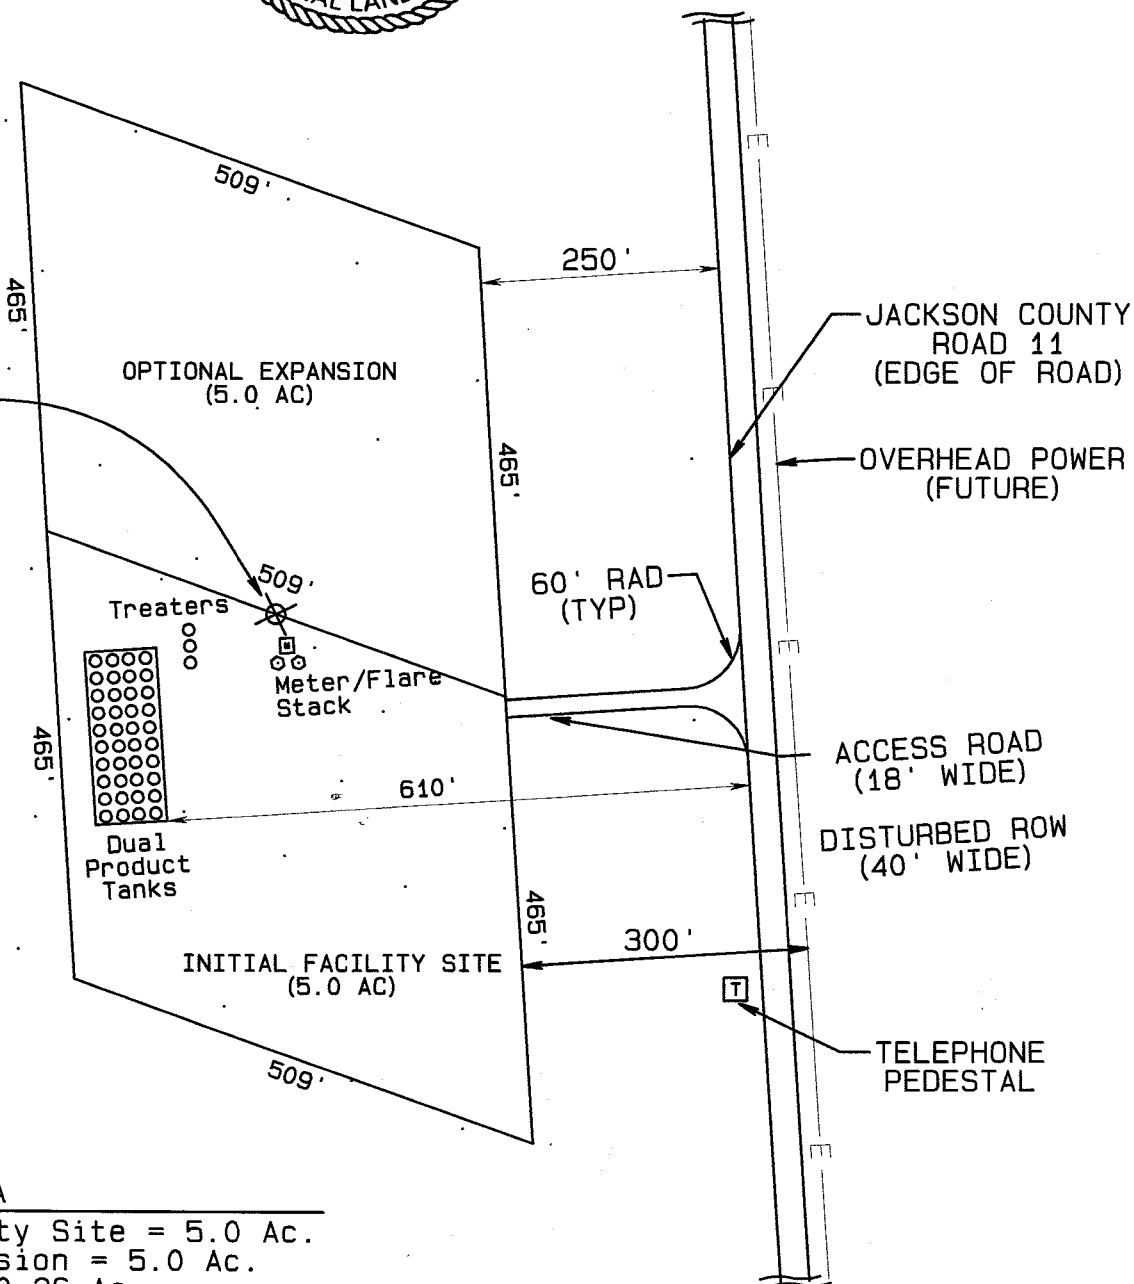 AL LAND
509'
250'
465'
JACKSON COUNTY
ROAD 11
(EDGE OF ROAD)
OPTIONAL EXPANSION
(5.0 AC)
465'
OVERHEAD POWER
(FUTURE)
E
E
E
E
E
509'
60' RAD
(TYP)
Treaters
Meter/Flare
Stack
465'
ACCESS ROAD
(18' WIDE)
610'
DISTURBED ROW
(40' WIDE)
Dual
Product
Tanks
465'
300'
INITIAL FACILITY SITE
(5.0 AC)
T
TELEPHONE
PEDESTAL
509'
A
ty Site = 5.0 Ac.
sion = 5.0 Ac.